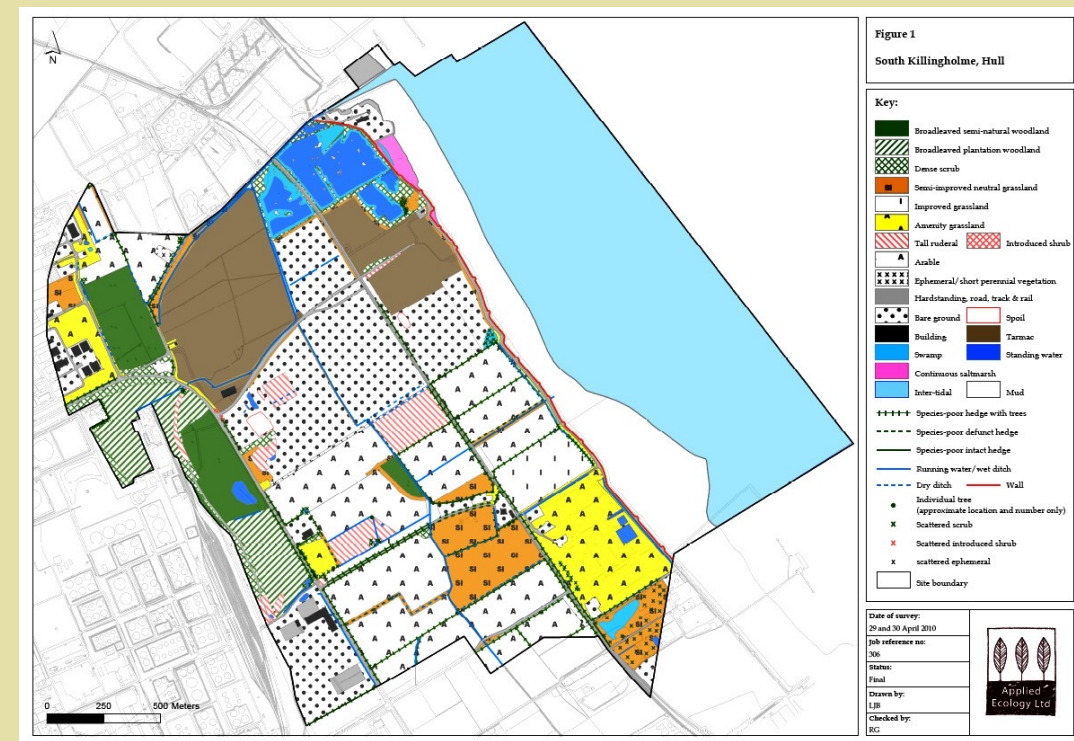 Figure 1
South Killingholme, Hull
Key:
Broadleaved semi-natural woodland
Broadleaved plantation woodland
Dense scrub
SI Semi-improved neutral grassland
I Improved grassland
A Amenity grassland
Tall ruderal Introduced shrub
A Arable
Ephemeral/short perennial vegetation
Hardstanding, road, track & rail
Bare ground Spoil
Building Tarmac
Swamp Standing water
Continuous saltmarsh
Inter-tidal Mud
Species-poor hedge with trees
Species-poor defunct hedge
Species-poor intact hedge
Running water/wet ditch
Dry ditch Wall
Individual tree
(approximate location and number only)
Scattered scrub
Scattered introduced shrub
scattered ephemeral
Site boundary
Date of survey:
29 and 30 April 2010
Job reference no:
306
Status:
Final
Drawn by:
LJB
Checked by:
RG
Applied
Ecology Ltd
N
0 250 500 Meters